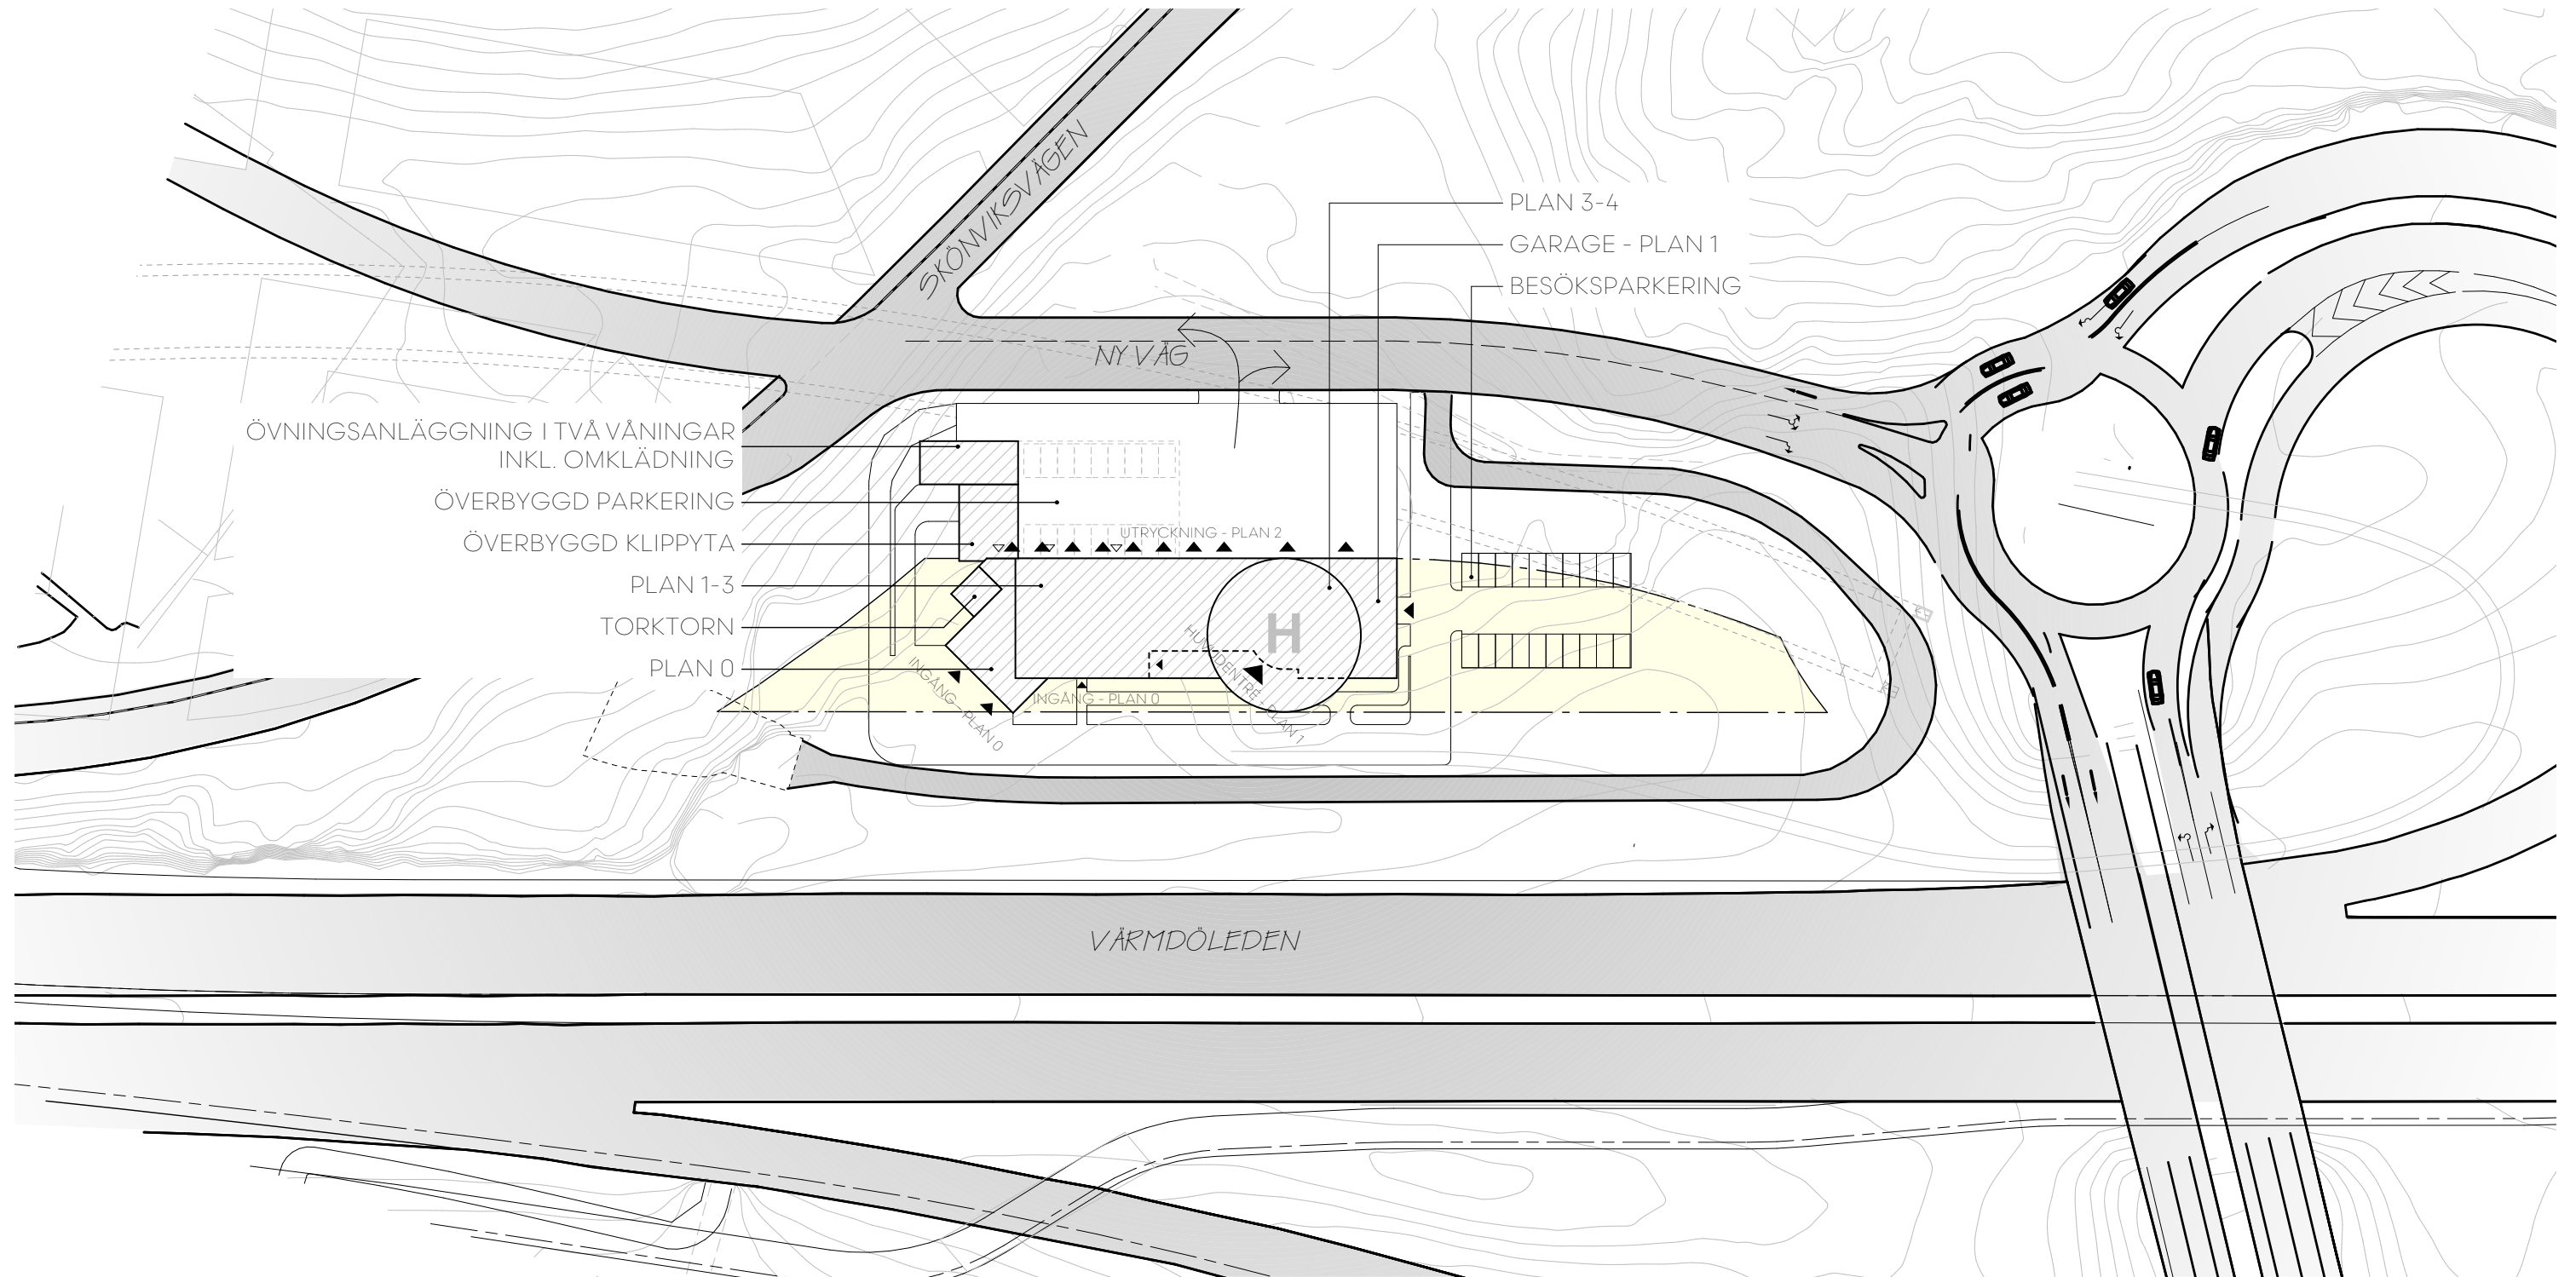 SKÖNVIKSVÄGEN
PLAN 3-4
GARAGE - PLAN 1
BESÖKSPARKERING
NY VÄG
ÖVNINGSANLÄGGNING I TVÅ VÅNINGAR
INKL. OMKLÄDNING
ÖVERBYGGD PARKERING
ÖVERBYGGD KLIPPYTA
PLAN 1-3
TORKTORN
PLAN 0
UTRYCKNING - PLAN 2
H
HUVUDENTRÉ - PLAN 1
INGÅNG - PLAN 0
INGÅNG - PLAN 0
VÄRMDÖLEDEN